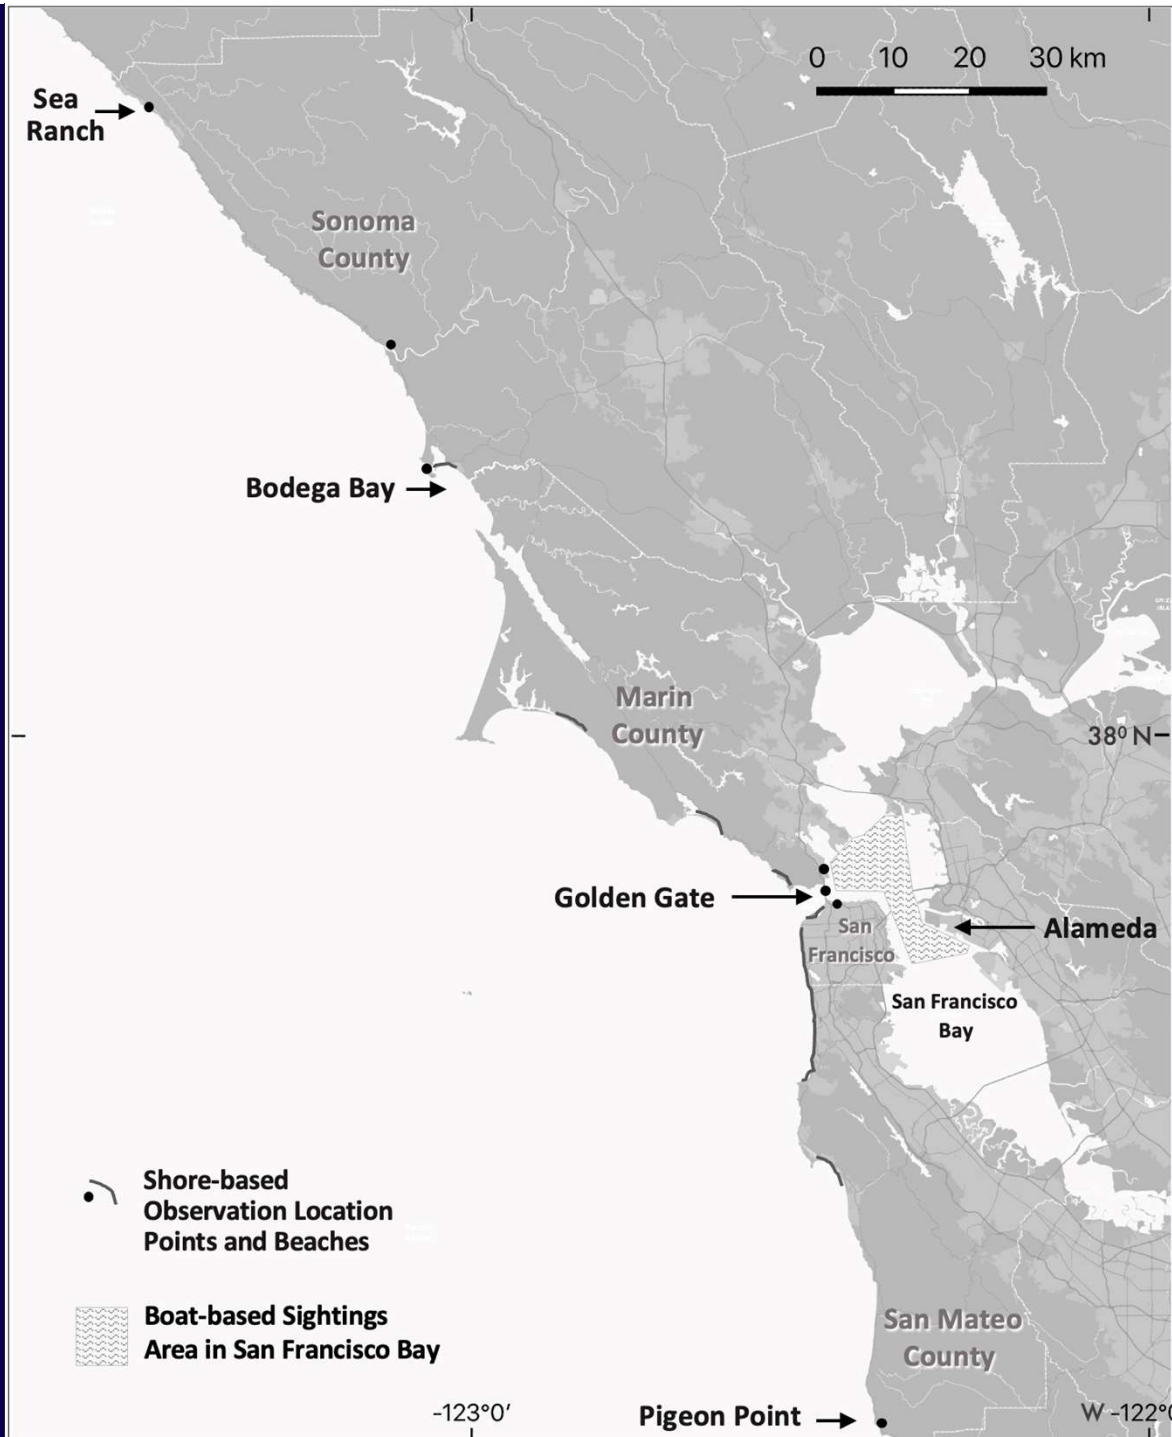 0 10 20 30 km
Sea
Ranch
Sonoma
County
Bodega Bay
Marin
County
38⁰ N
Golden Gate
Alameda
San
Francisco
San Francisco
Bay
Shore-based
Observation Location
Points and Beaches
Boat-based Sightings
Area in San Francisco Bay
San Mateo
County
-123°0′
W -122°0
Pigeon Point